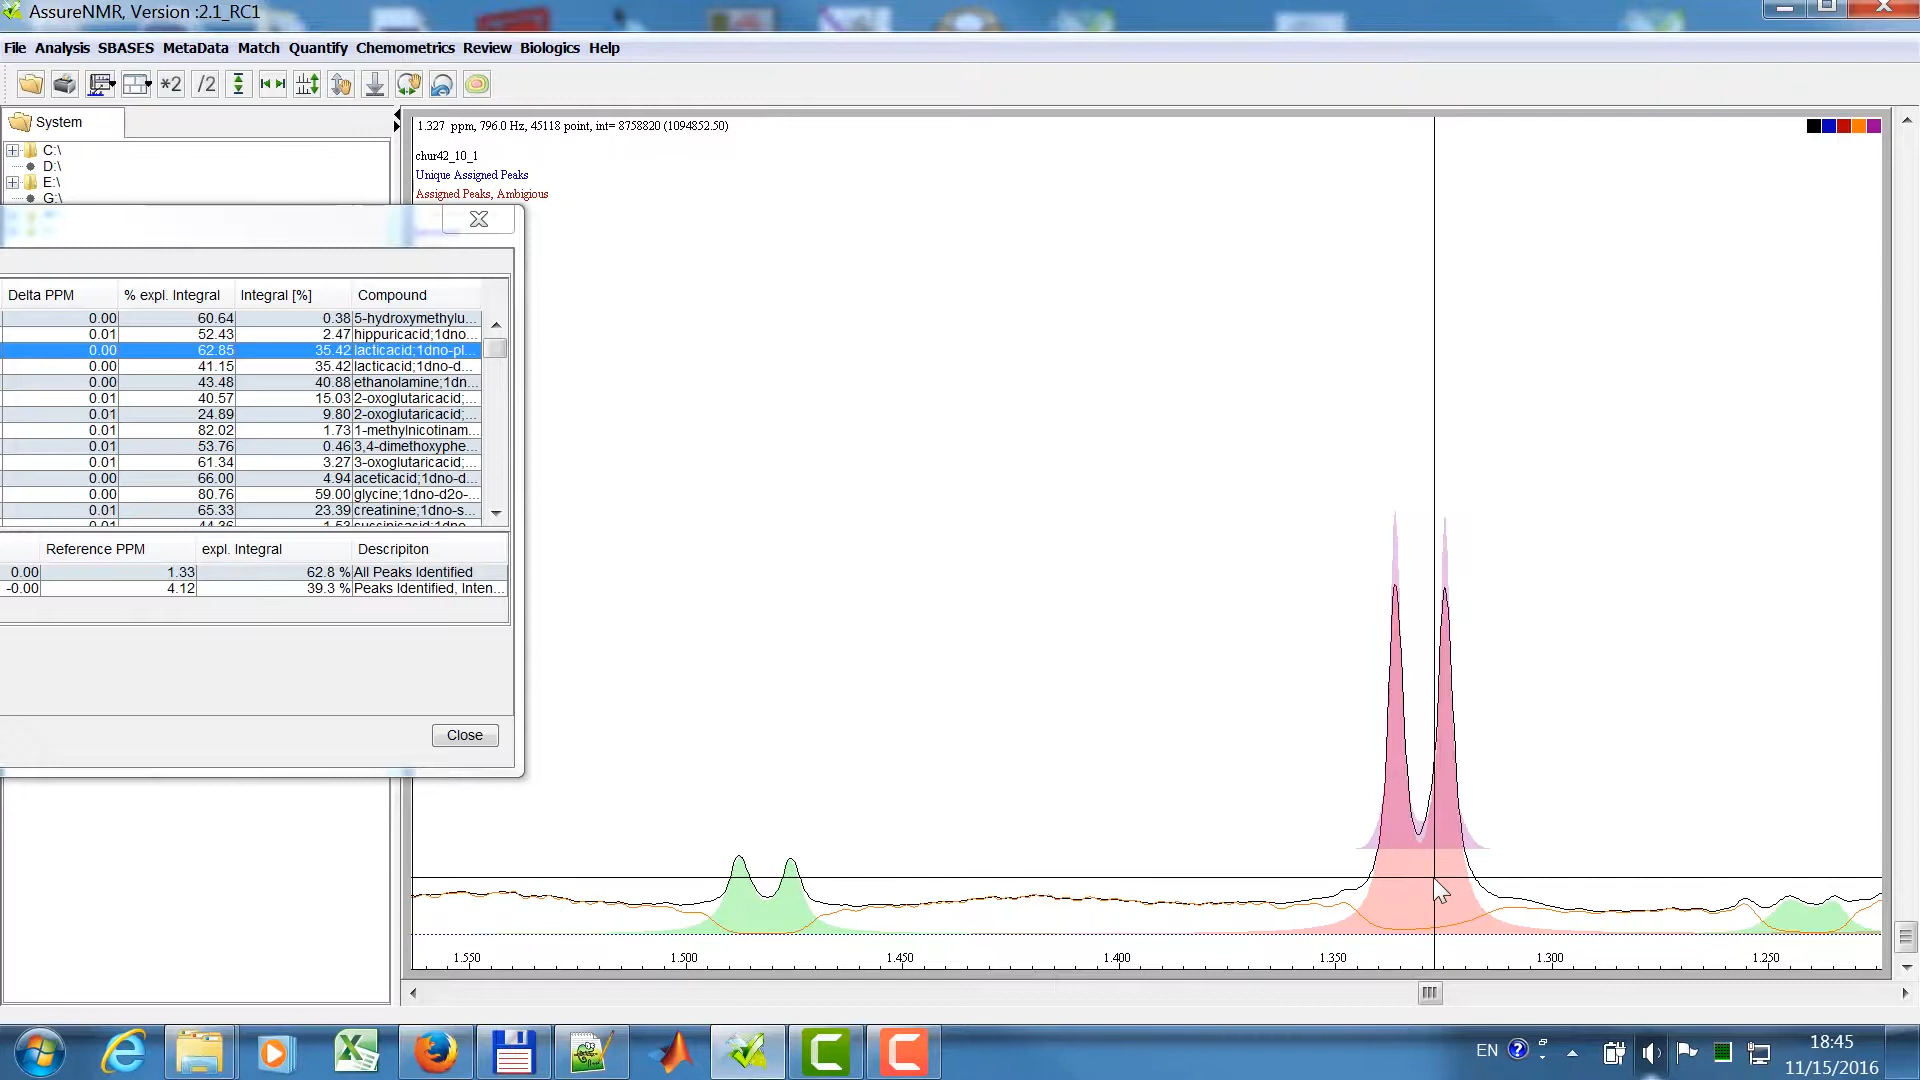 AssureNMR, Version :2.1_RC1
File Analysis SBASES MetaData Match Quantify Chemometrics Review Biologics Help
*2 /2
System
C:\
D:\
E:\
G:\
1.327 ppm, 796.0 Hz, 45118 point, int= 8758820 (1094852.50)
chur42_10_1
Unique Assigned Peaks
Assigned Peaks, Ambigious
Delta PPM % expl. Integral Integral [%] Compound
0.00 60.64 0.38 5-hydroxymethylu...
0.01 52.43 2.47 hippuricacid;1dno...
0.00 62.85 35.42 lacticacid;1dno-pl...
0.00 41.15 35.42 lacticacid;1dno-d...
0.00 43.48 40.88 ethanolamine;1dn...
0.01 40.57 15.03 2-oxoglutaricacid;...
0.01 24.89 9.80 2-oxoglutaricacid;...
0.01 82.02 1.73 1-methylnicotinam...
0.01 53.76 0.46 3,4-dimethoxyphe...
0.01 61.34 3.27 3-oxoglutaricacid;...
0.00 66.00 4.94 aceticacid;1dno-d...
0.00 80.76 59.00 glycine;1dno-d2o-...
0.01 65.33 23.39 creatinine;1dno-s...
0.01 44.36 1.53 succinicacid;1dno...
Reference PPM expl. Integral Descripiton
0.00 1.33 62.8 % All Peaks Identified
-0.00 4.12 39.3 % Peaks Identified, Inten...
Close
1.550 1.500 1.450 1.400 1.350 1.300 1.250
EN
18:45
11/15/2016